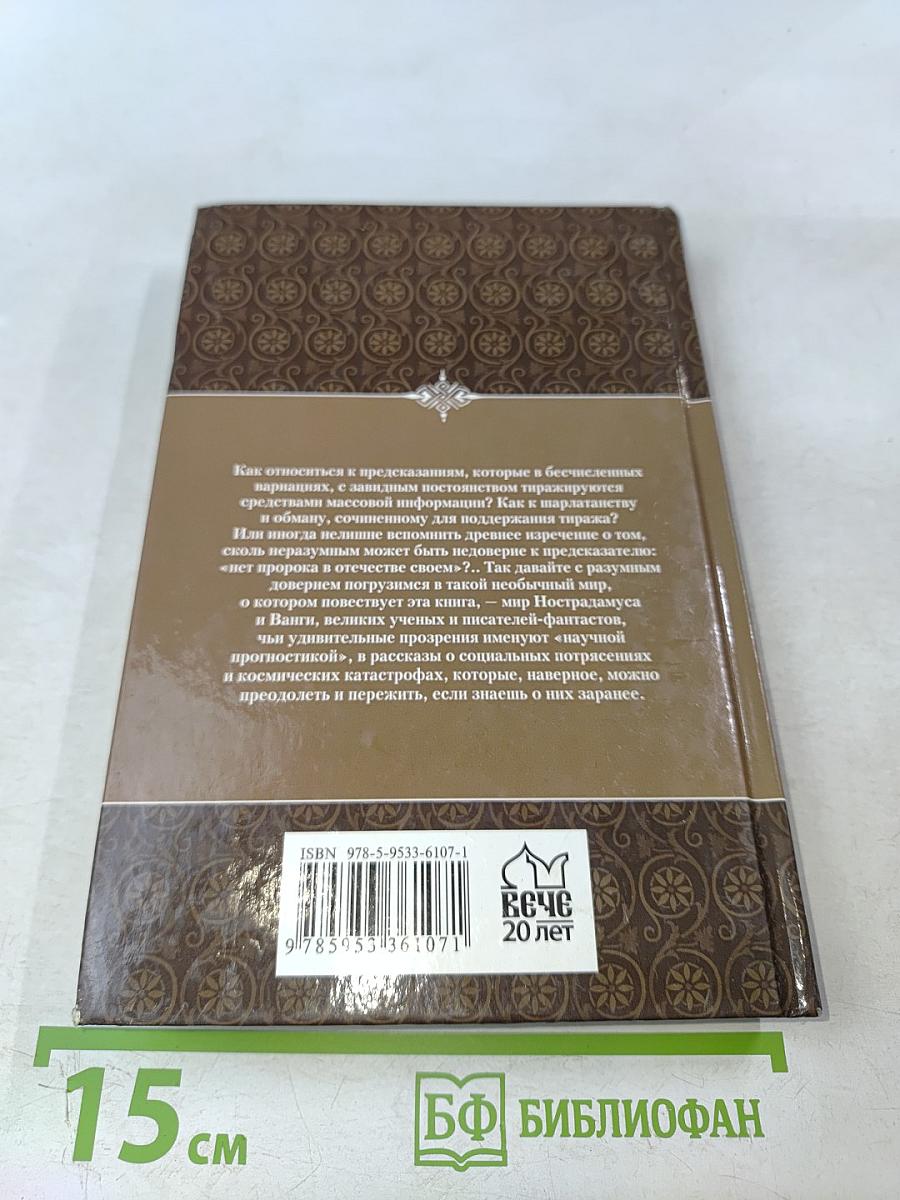 Как относиться к предсказаниям, которые в бесчисленных
вариациях, с завидным постоянством тиражируются
средствами массовой информации? Как к шарлатанству
и обману, сочиненному для поддержания тиража?
Или иногда нелишне вспомнить древнее изречение о том,
сколь неразумным может быть недоверие к предсказателю:
«нет пророка в отечестве своем»?.. Так давайте с разумным
доверием погрузимся в такой необычный мир,
о котором повествует эта книга, – мир Нострадамуса
и Ванги, великих ученых и писателей-фантастов,
чьи удивительные прозрения именуют «научной
прогностикой», в рассказы о социальных потрясениях
и космических катастрофах, которые, наверное, можно
преодолеть и пережить, если знаешь о них заранее.
ISBN 978-5-9533-6107-1
9 785953 361071
ВЕЧЕ
20 лет
15 см
БФ БИБЛИОФАН